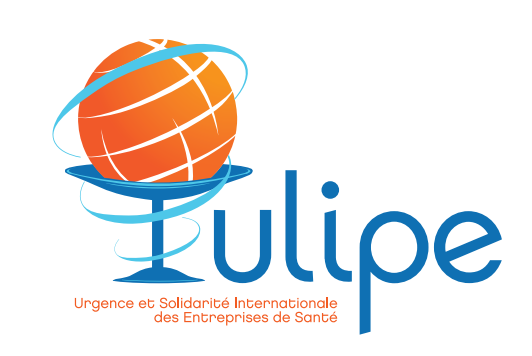 Tulipe
Urgence et Solidarité Internationale
des Entreprises de Santé